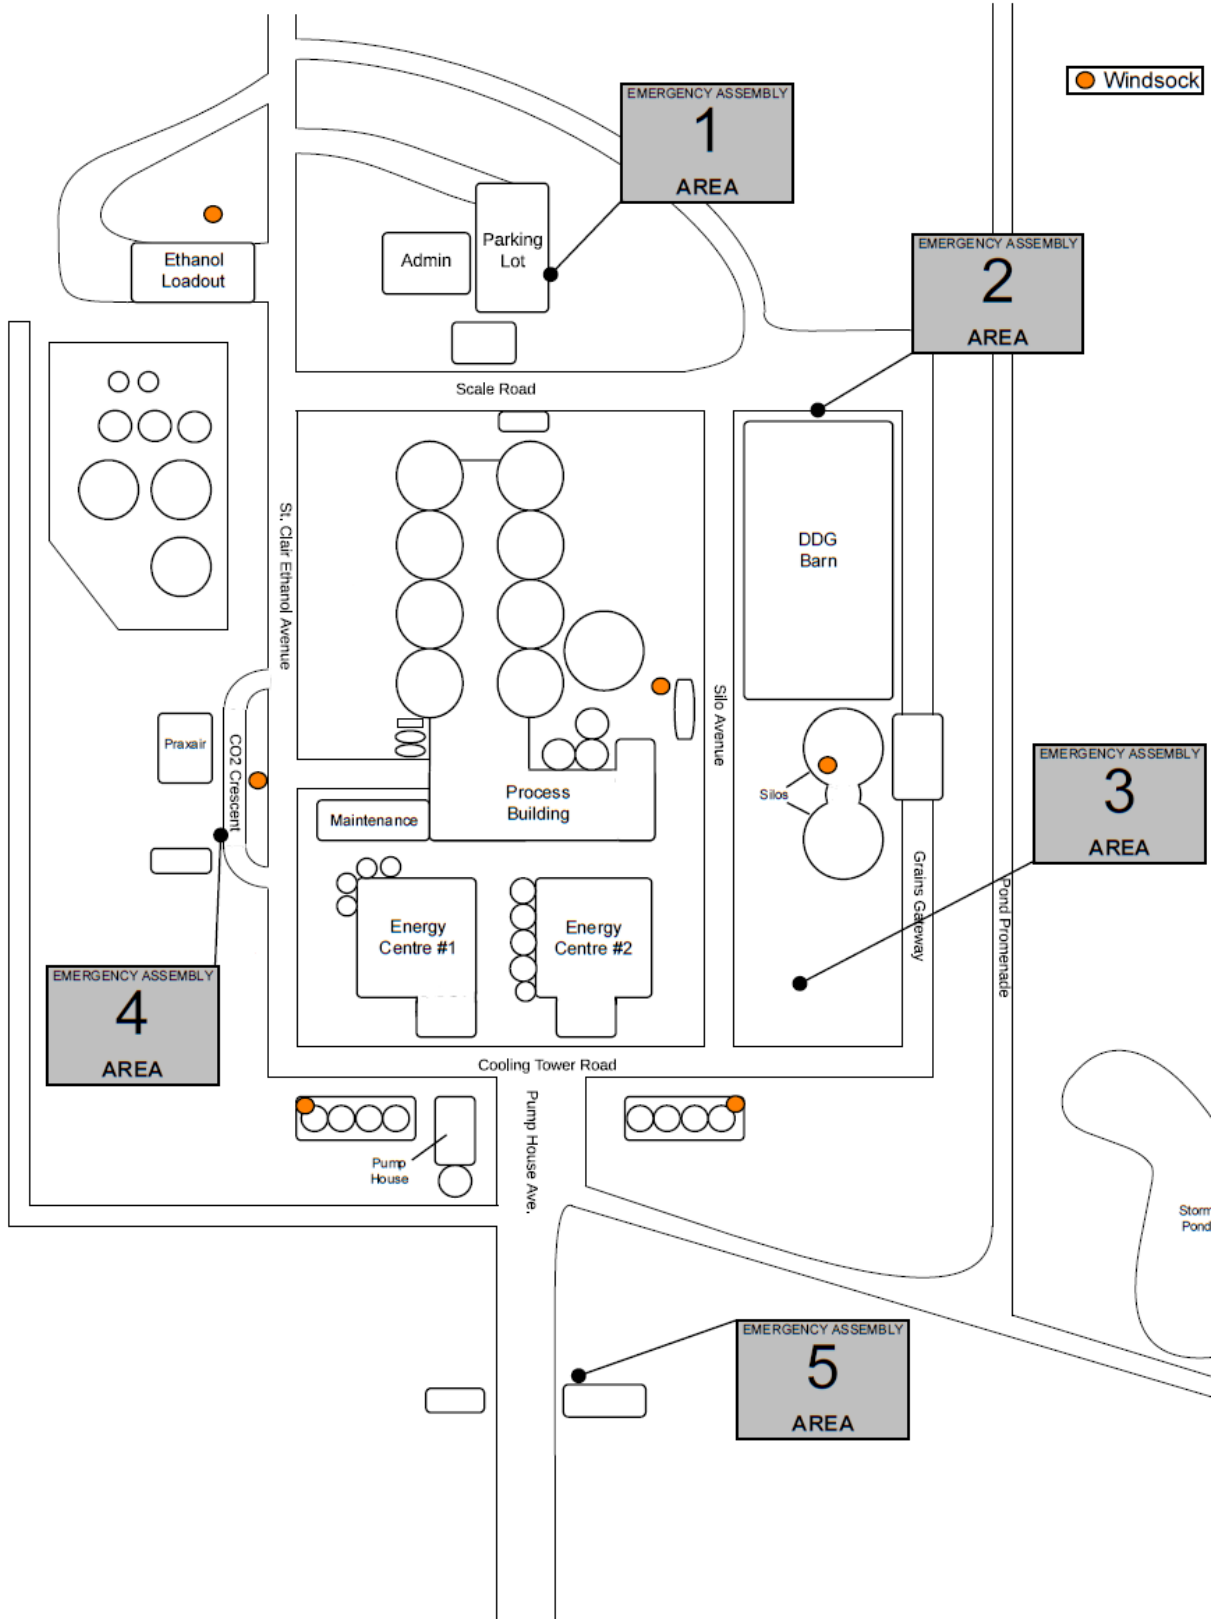 Windsock
EMERGENCY ASSEMBLY
1
AREA
EMERGENCY ASSEMBLY
2
AREA
Ethanol
Loadout
Admin
Parking
Lot
Scale Road
St. Clair Ethanol Avenue
DDG
Barn
Silo Avenue
Praxair
CO2 Crescent
Process
Building
Maintenance
Silos
EMERGENCY ASSEMBLY
3
AREA
Grains Gateway
Pond Promenade
Energy
Centre #1
Energy
Centre #2
EMERGENCY ASSEMBLY
4
AREA
Cooling Tower Road
Pump House Ave.
Pump
House
Storm
Pond
EMERGENCY ASSEMBLY
5
AREA